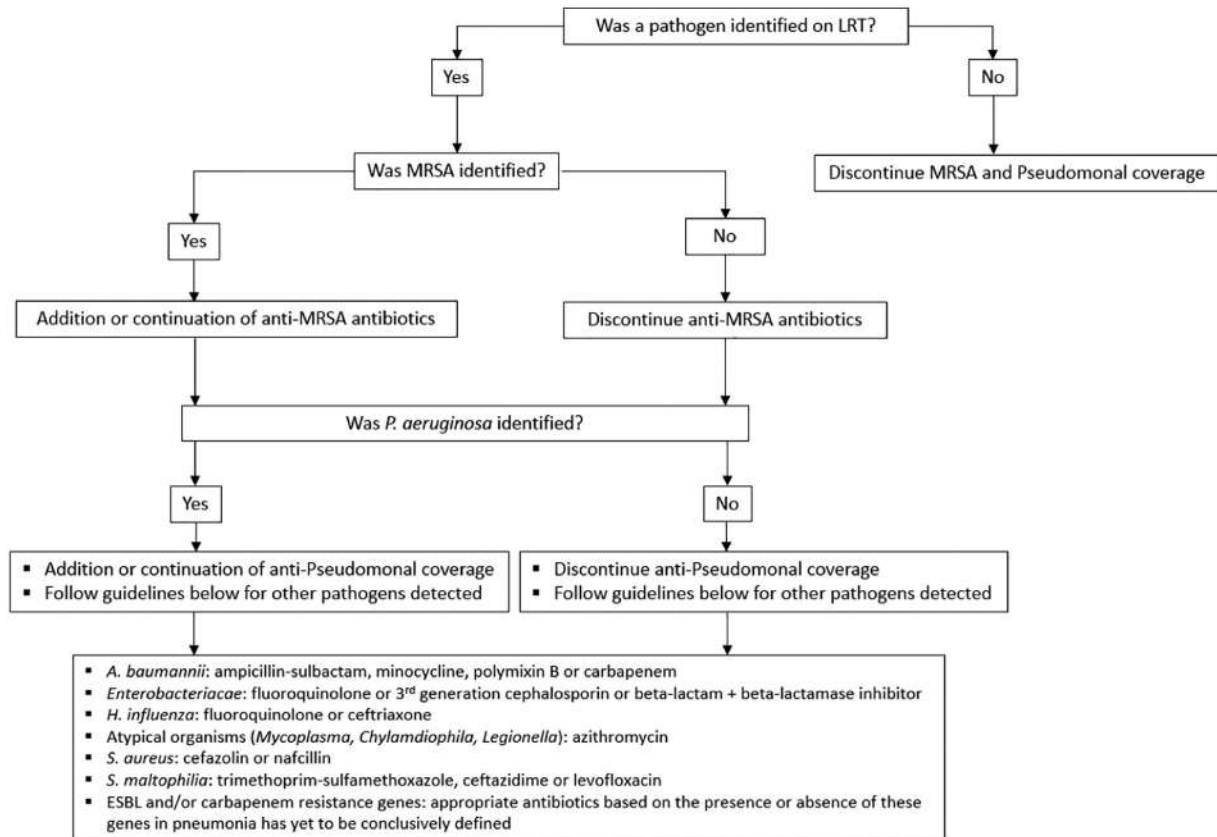 Was a pathogen identified on LRT?
Yes
No
Was MRSA identified?
Discontinue MRSA and Pseudomonal coverage
Yes
No
Addition or continuation of anti-MRSA antibiotics
Discontinue anti-MRSA antibiotics
Was P. aeruginosa identified?
Yes
No
▪ Addition or continuation of anti-Pseudomonal coverage
▪ Follow guidelines below for other pathogens detected
▪ Discontinue anti-Pseudomonal coverage
▪ Follow guidelines below for other pathogens detected
▪ A. baumannii: ampicillin-sulbactam, minocycline, polymixin B or carbapenem
▪ Enterobacteriacae: fluoroquinolone or 3rd generation cephalosporin or beta-lactam + beta-lactamase inhibitor
▪ H. influenza: fluoroquinolone or ceftriaxone
▪ Atypical organisms (Mycoplasma, Chylamdiophila, Legionella): azithromycin
▪ S. aureus: cefazolin or nafcillin
▪ S. maltophilia: trimethoprim-sulfamethoxazole, ceftazidime or levofloxacin
▪ ESBL and/or carbapenem resistance genes: appropriate antibiotics based on the presence or absence of these
genes in pneumonia has yet to be conclusively defined